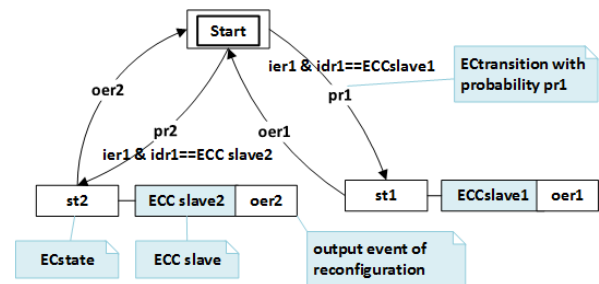 Start
ier1 & idr1==ECCslave1
pr1
ECtransition with
probability pr1
oer2
pr2
oer1
ier1 & idr1==ECC slave2
st2
ECC slave2
oer2
st1
ECCslave1
oer1
ECstate
ECC slave
output event of
reconfiguration